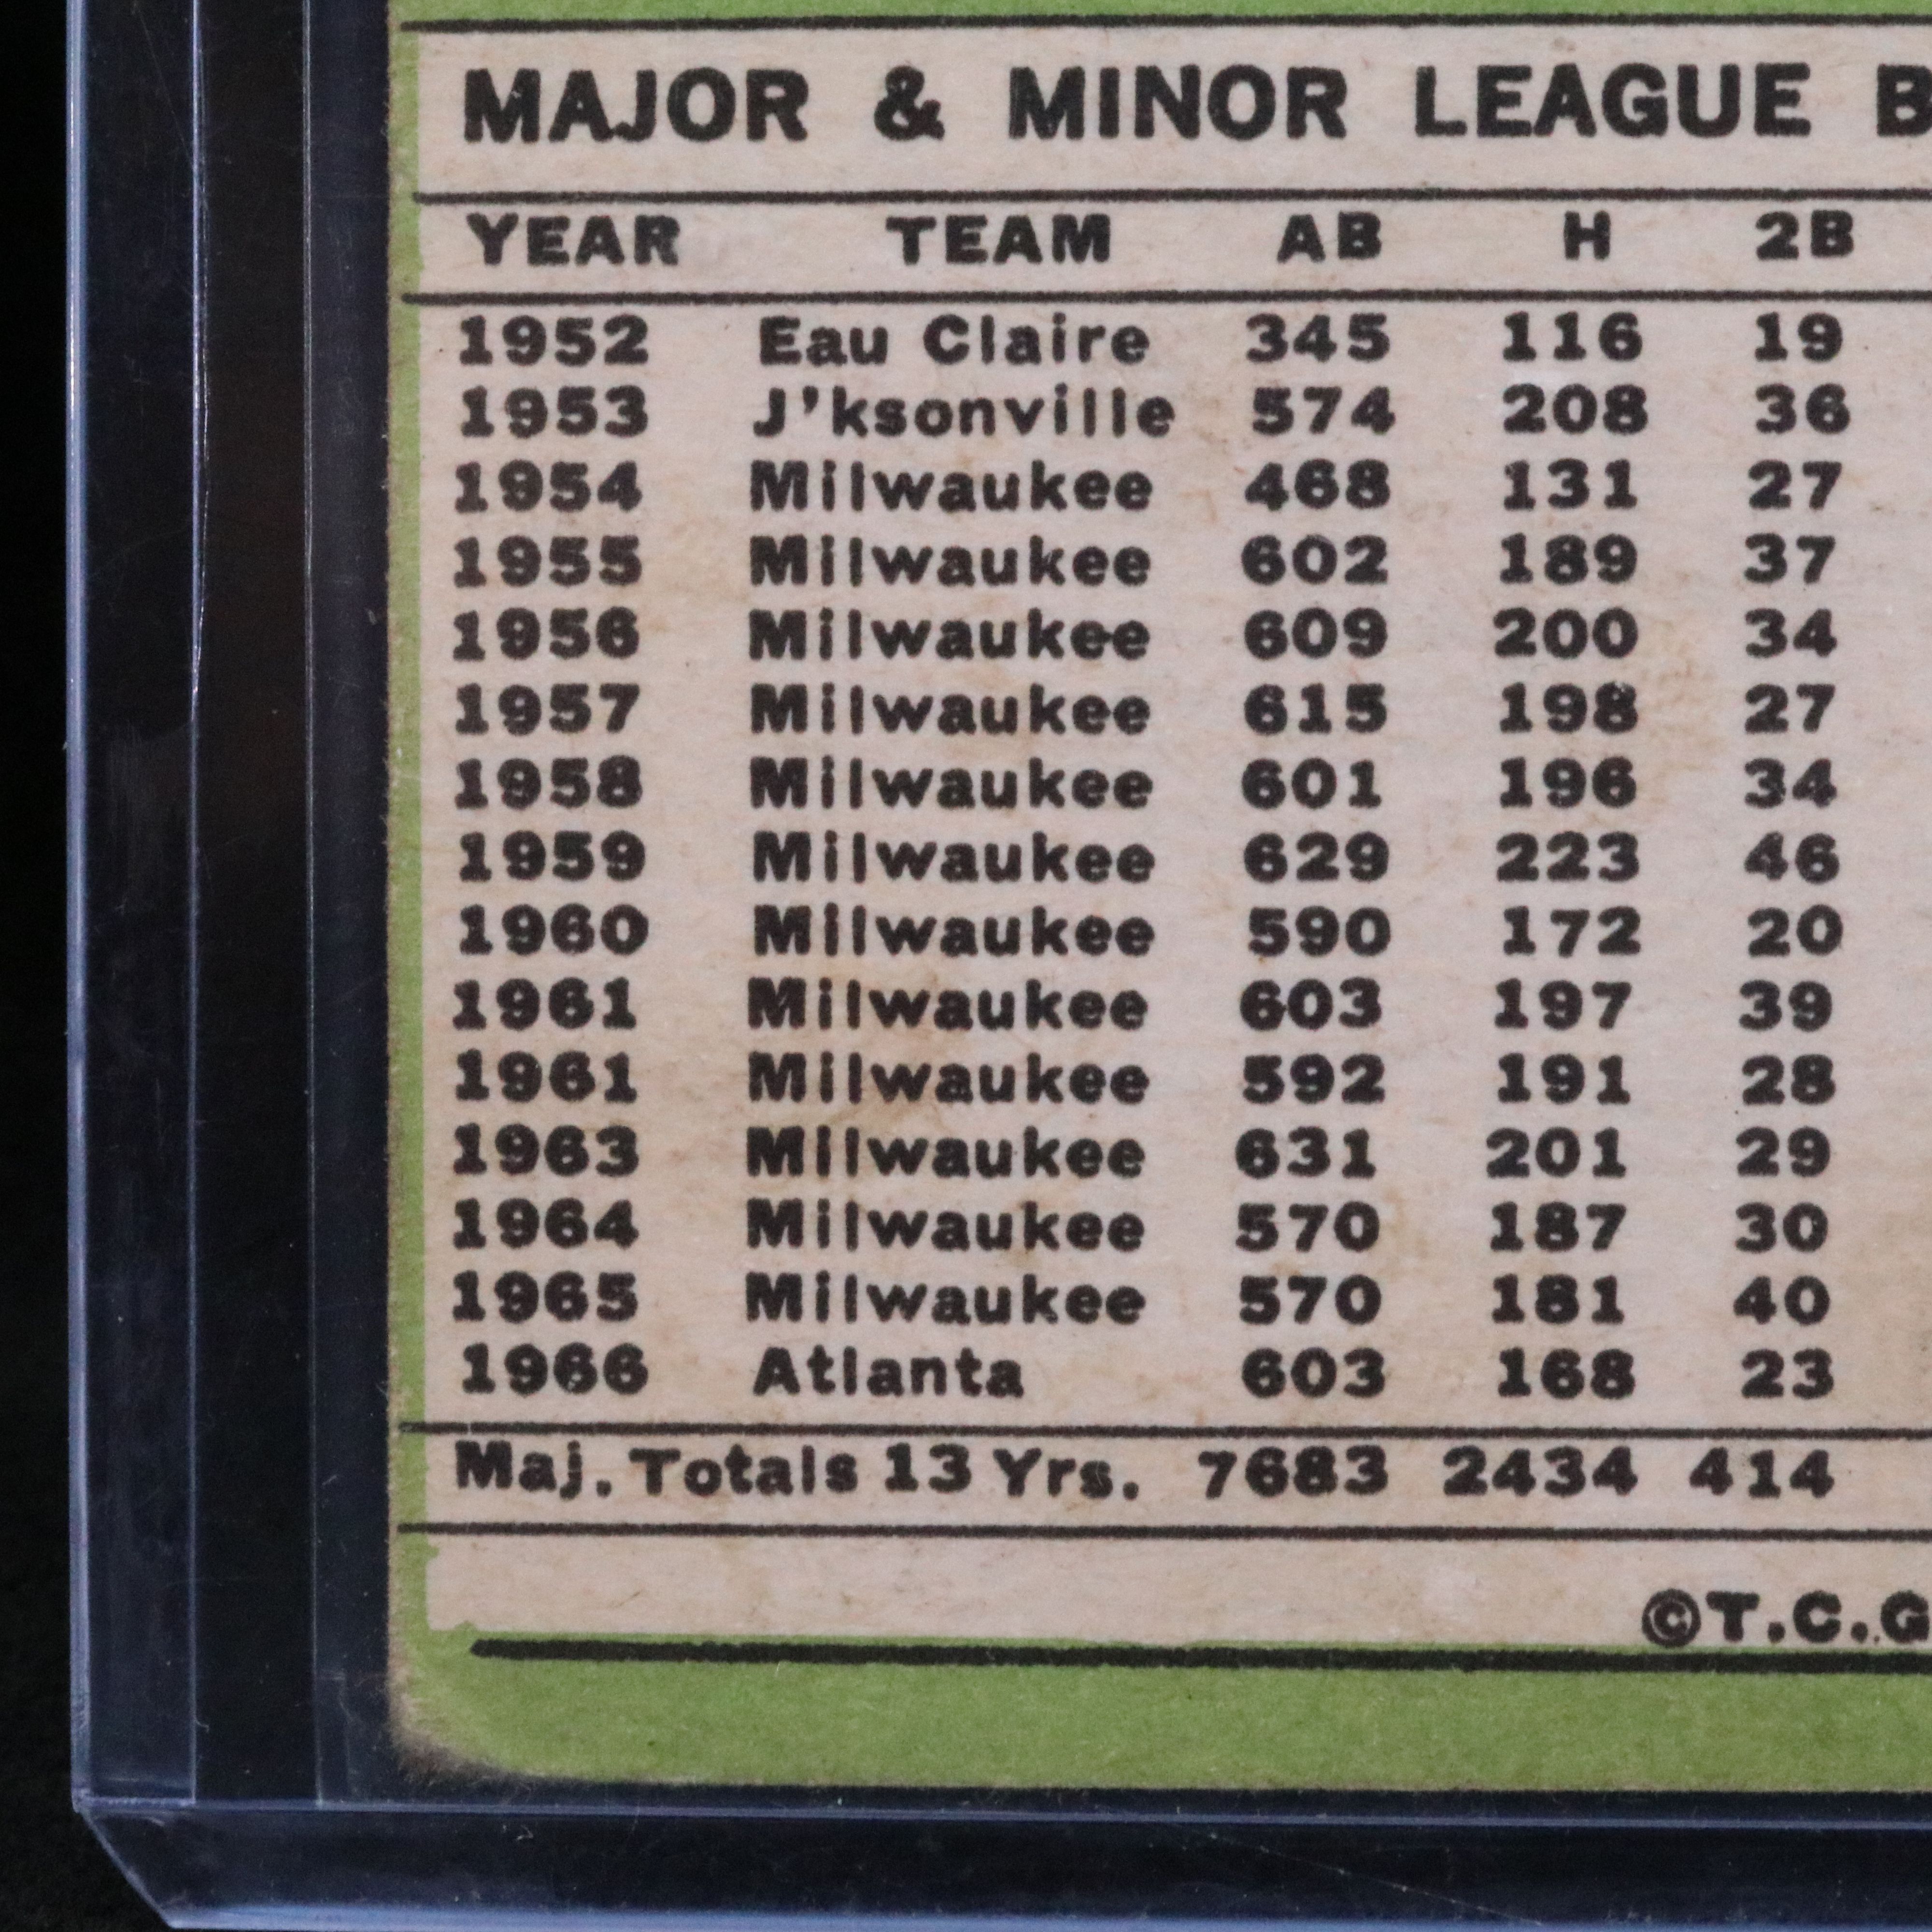 MAJOR & MINOR LEAGUE B
YEAR TEAM AB H 2B
1952 Eau Claire 345 116 19
1953 J'ksonville 574 208 36
1954 Milwaukee 468 131 27
1955 Milwaukee 602 189 37
1956 Milwaukee 609 200 34
1957 Milwaukee 615 198 27
1958 Milwaukee 601 196 34
1959 Milwaukee 629 223 46
1960 Milwaukee 590 172 20
1961 Milwaukee 603 197 39
1961 Milwaukee 592 191 28
1963 Milwaukee 631 201 29
1964 Milwaukee 570 187 30
1965 Milwaukee 570 181 40
1966 Atlanta 603 168 23
Maj. Totals 13 Yrs. 7683 2434 414
©T.C.G